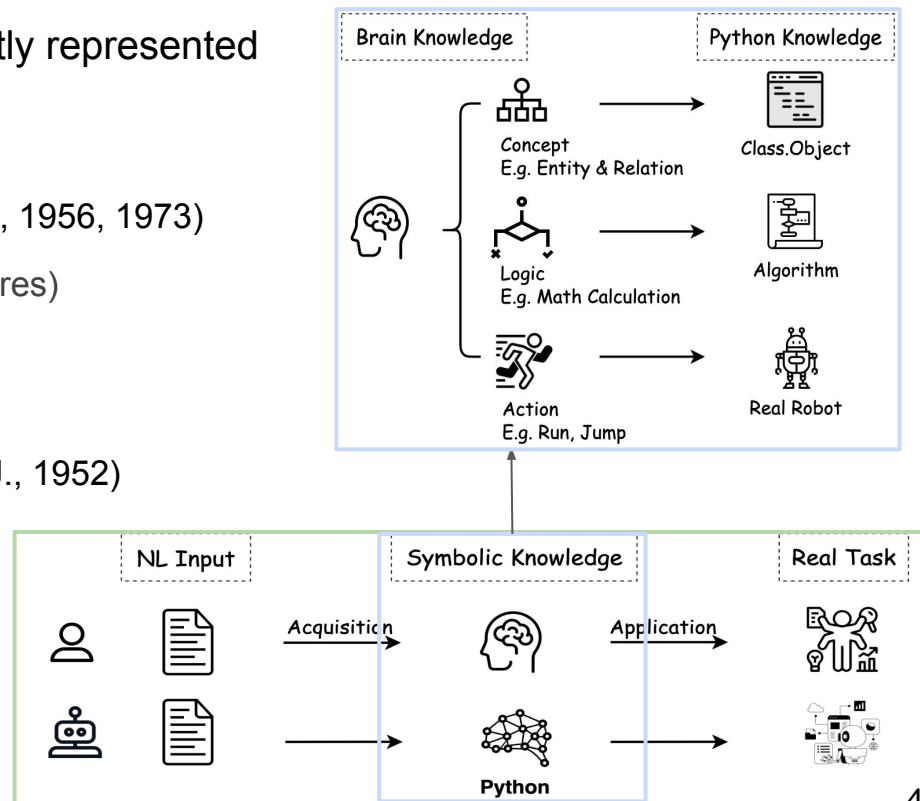 tly represented
, 1956, 1973)
res)
J., 1952)
Brain Knowledge
Python Knowledge
Concept
E.g. Entity & Relation
Class.Object
Logic
E.g. Math Calculation
Algorithm
Action
E.g. Run, Jump
Real Robot
NL Input
Symbolic Knowledge
Real Task
Acquisition
Application
Python
4